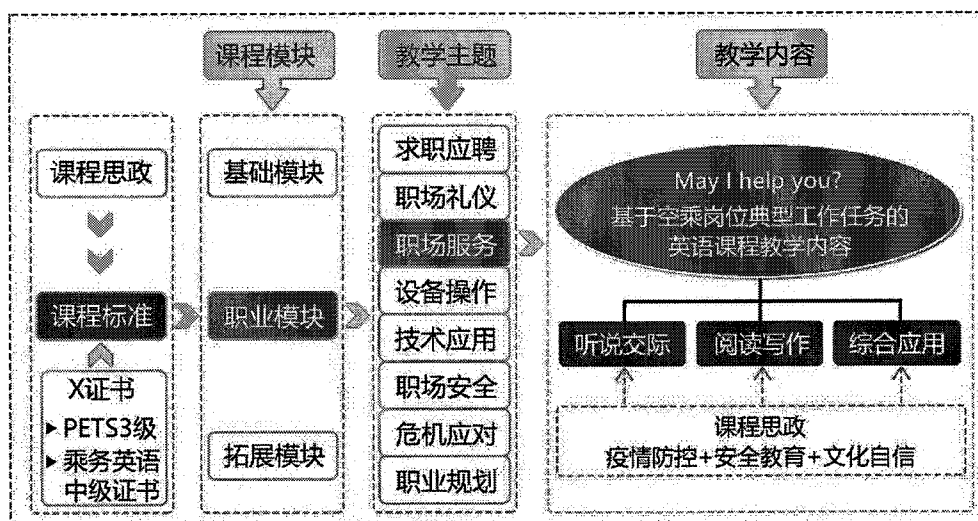 课程模块
教学主题
教学内容
课程思政
课程标准
X证书
PETS3级
乘务英语
中级证书
基础模块
职业模块
拓展模块
求职应聘
职场礼仪
职场服务
设备操作
技术应用
职场安全
危机应对
职业规划
May I help you?
基于空乘岗位典型工作任务的
英语课程教学内容
听说交际
阅读写作
综合应用
课程思政
疫情防控+安全教育+文化自信